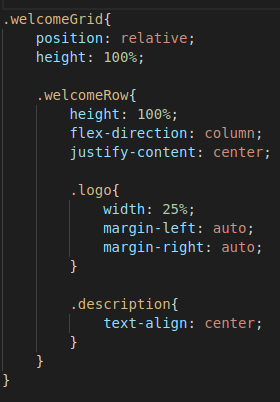 .welcomeGrid{
    position: relative;
    height: 100%;

    .welcomeRow{
        height: 100%;
        flex-direction: column;
        justify-content: center;

        .logo{
            width: 25%;
            margin-left: auto;
            margin-right: auto;
        }

        .description{
            text-align: center;
        }
    }
}